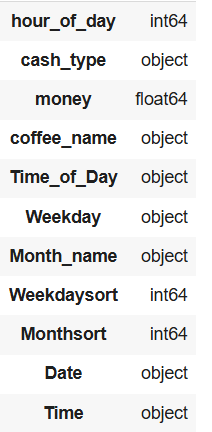 hour_of_day int64
cash_type object
money float64
coffee_name object
Time_of_Day object
Weekday object
Month_name object
Weekdaysort int64
Monthsort int64
Date object
Time object